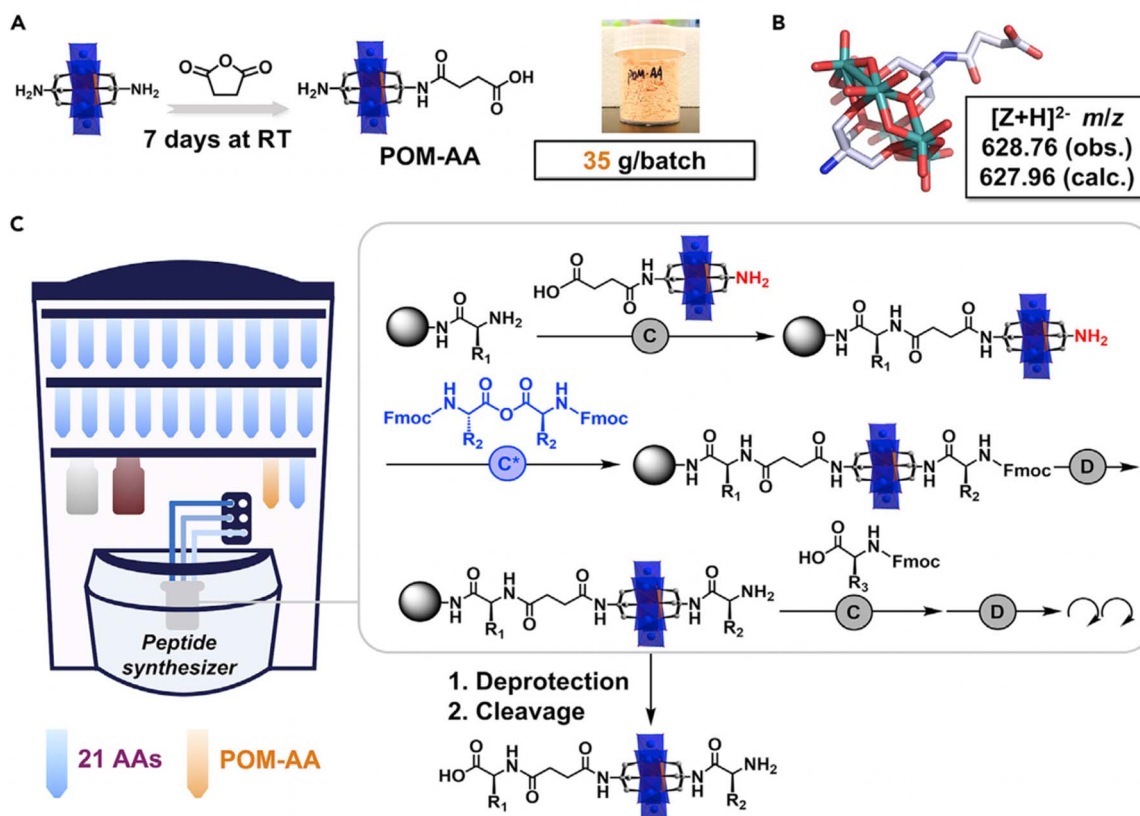 A
H₂N
NH₂
O O O
7 days at RT
H₂N
N
H
O
O
OH
POM-AA
POM-AA
35 g/batch
B
[Z+H]²⁻ m/z
628.76 (obs.)
627.96 (calc.)
C
O
NH₂
N
H
R₁
O
HO
O
H
N
NH₂
C
O
H
N
N
H
R₁
O
O
H
N
NH₂
Fmoc
H
N
O
O
O
H
N
Fmoc
R₂
R₂
C*
O
H
N
N
H
R₁
O
O
H
N
H
N
O
H
N
Fmoc
R₂
D
O
HO
H
N
Fmoc
R₃
O
H
N
N
H
R₁
O
O
H
N
H
N
O
NH₂
R₂
C
D
Peptide
synthesizer
1. Deprotection
2. Cleavage
21 AAs
POM-AA
O
HO
H
N
R₁
O
O
H
N
H
N
O
NH₂
R₂